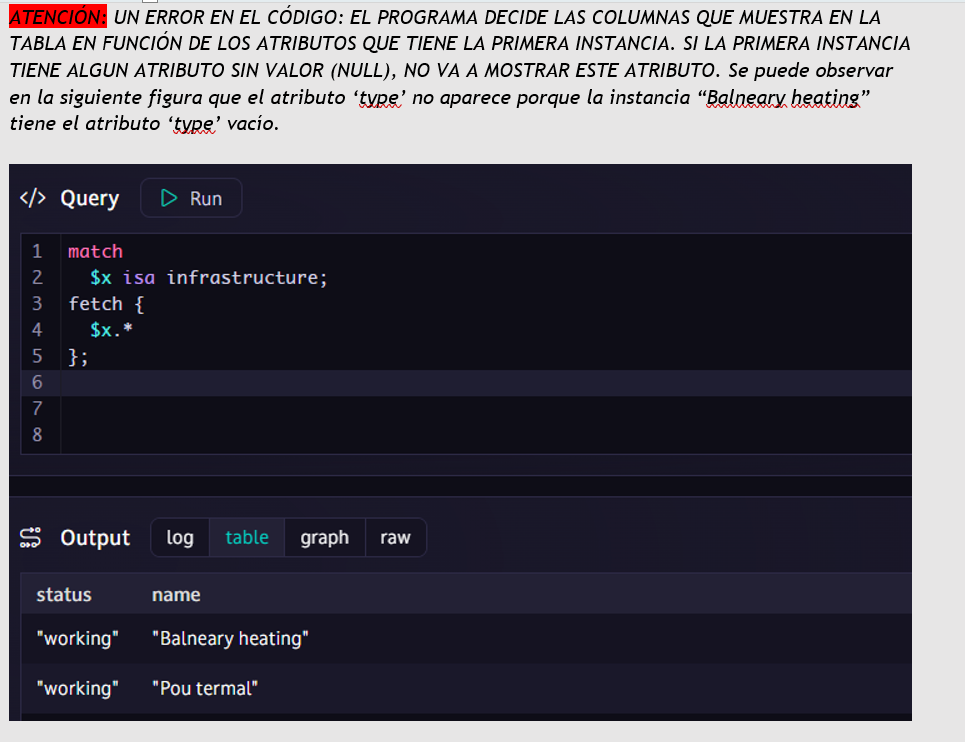 ATENCIÓN: UN ERROR EN EL CÓDIGO: EL PROGRAMA DECIDE LAS COLUMNAS QUE MUESTRA EN LA
TABLA EN FUNCIÓN DE LOS ATRIBUTOS QUE TIENE LA PRIMERA INSTANCIA. SI LA PRIMERA INSTANCIA
TIENE ALGUN ATRIBUTO SIN VALOR (NULL), NO VA A MOSTRAR ESTE ATRIBUTO. Se puede observar
en la siguiente figura que el atributo ‘type’ no aparece porque la instancia “Balneary heating”
tiene el atributo ‘type’ vacío.
</> Query Run
1 match
2 $x isa infrastructure;
3 fetch {
4 $x.*
5 };
6
7
8
Output log table graph raw
status name
"working" "Balneary heating"
"working" "Pou termal"